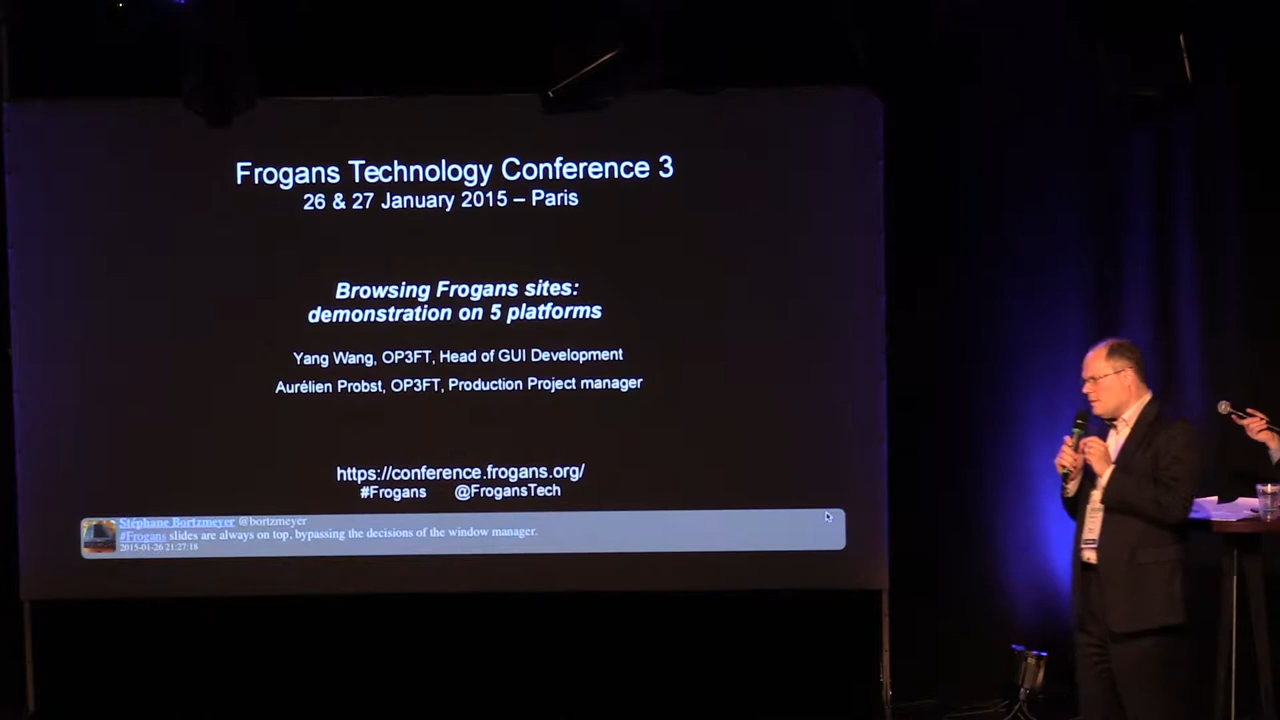 Frogans Technology Conference 3
26 & 27 January 2015 – Paris
Browsing Frogans sites:
demonstration on 5 platforms
Yang Wang, OP3FT, Head of GUI Development
Aurélien Probst, OP3FT, Production Project manager
https://conference.frogans.org/
#Frogans @FrogansTech
Stéphane Bortzmeyer @bortzmeyer
#Frogans slides are always on top, bypassing the decisions of the window manager.
2015-01-26 21:27:18